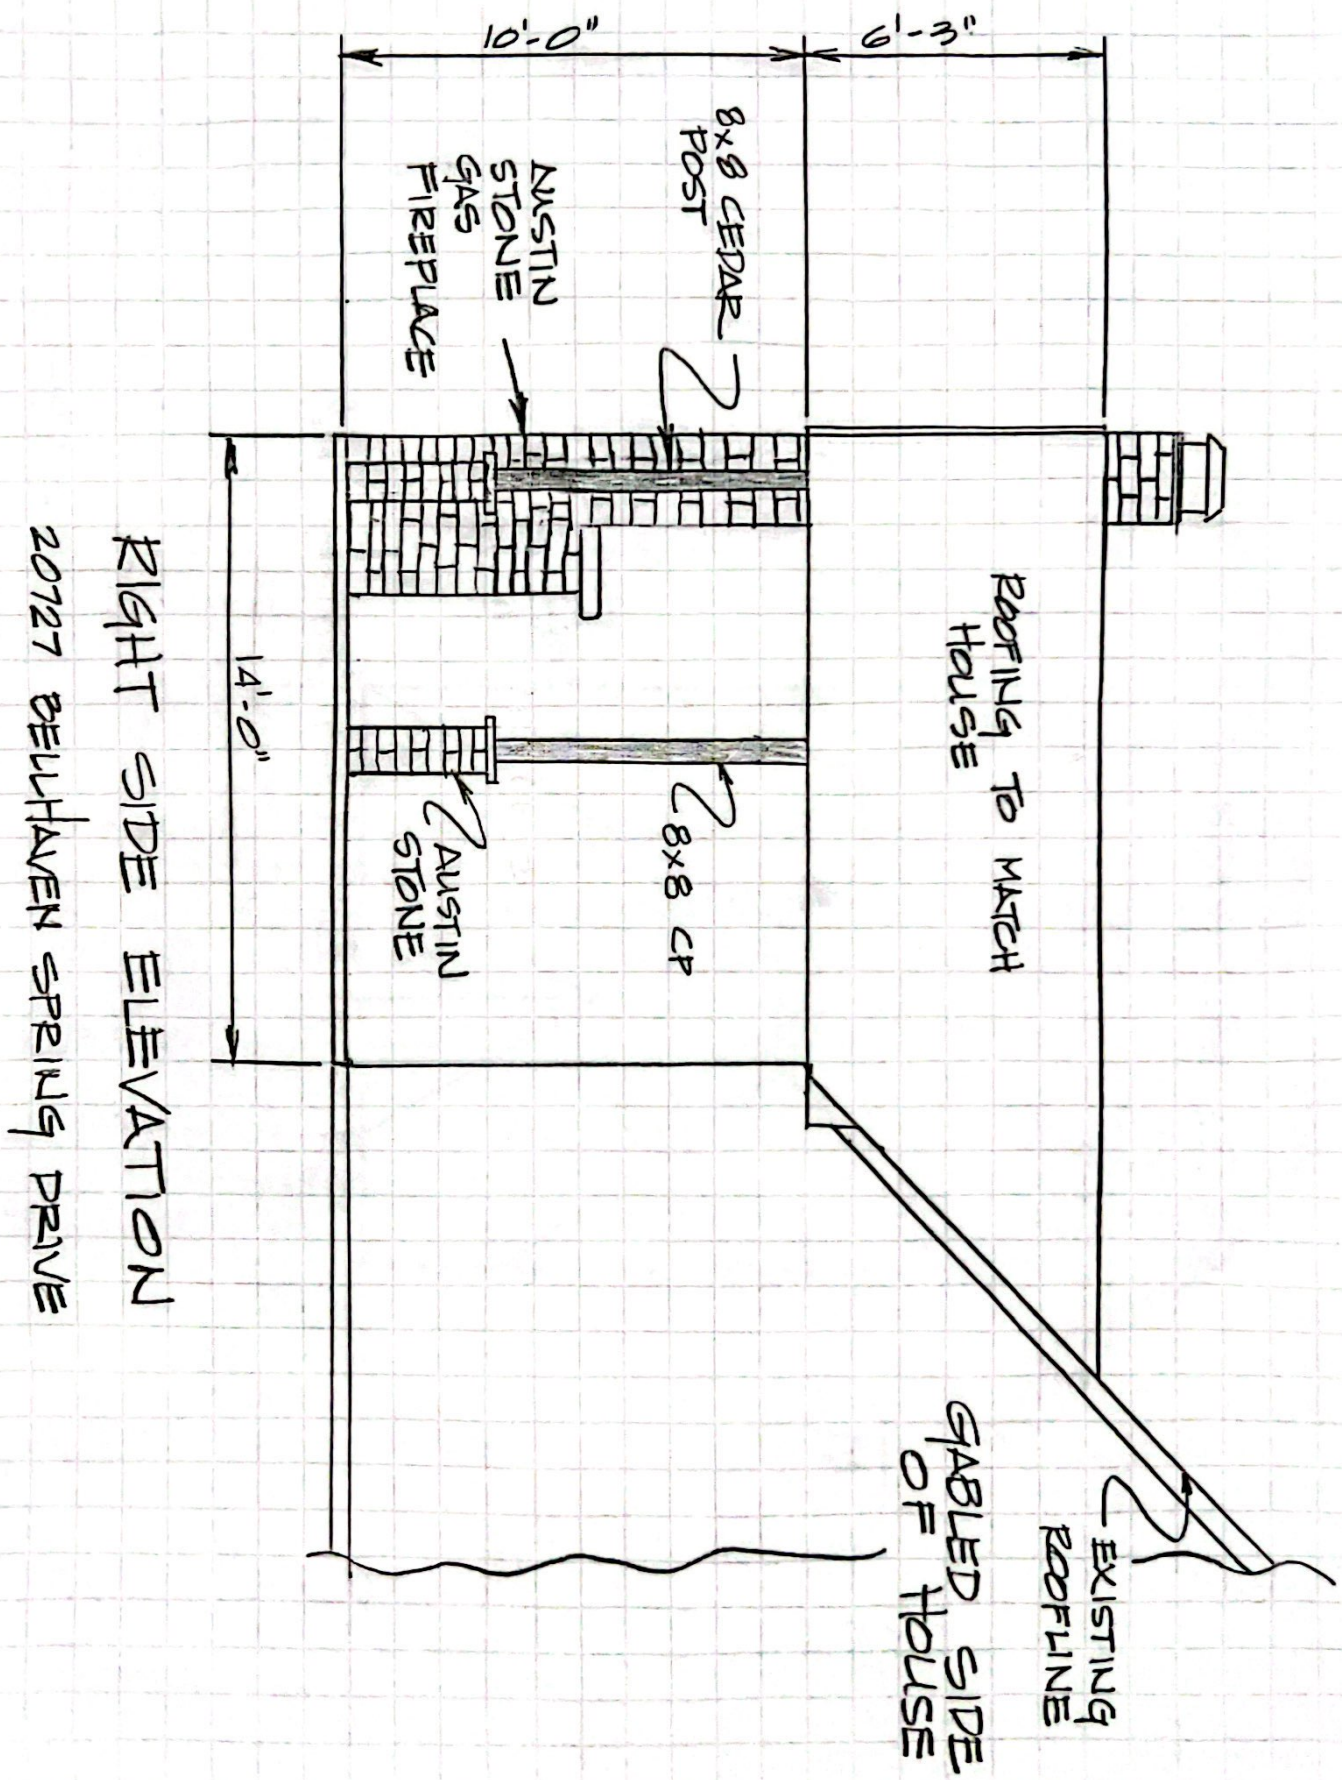 6'-3"
10'-0"
8x8 CEDAR
POST
AUSTIN
STONE
GAS
FIREPLACE
ROOFING TO MATCH
HOUSE
8x8 CP
AUSTIN
STONE
EXISTING
ROOFLINE
GABLED SIDE
OF HOUSE
14'-0"
RIGHT SIDE ELEVATION
20727 BELLHAVEN SPRING DRIVE